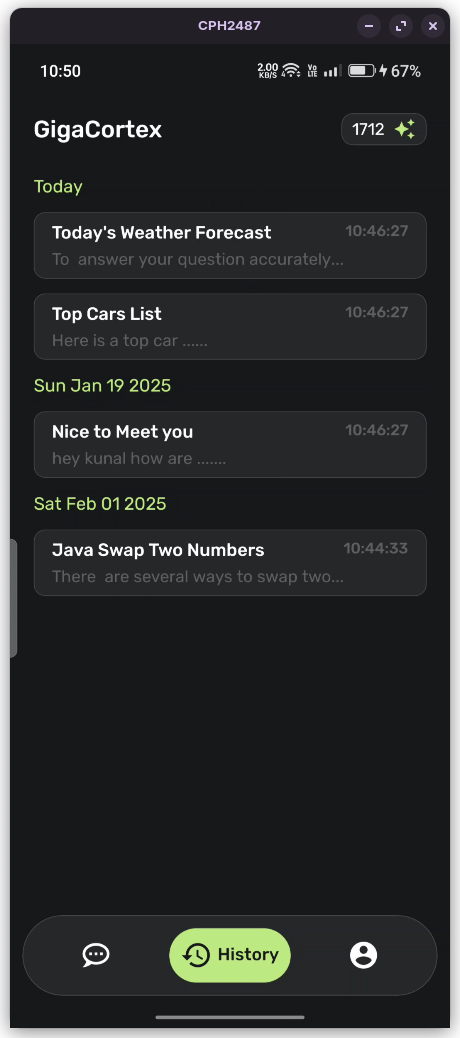 CPH2487
10:50 2.00 KB/S 4 Vo LTE 67%
GigaCortex 1712
Today
Today's Weather Forecast 10:46:27
To  answer your question accurately...
Top Cars List 10:46:27
Here is a top car ......
Sun Jan 19 2025
Nice to Meet you 10:46:27
hey kunal how are .......
Sat Feb 01 2025
Java Swap Two Numbers 10:44:33
There  are several ways to swap two...
History